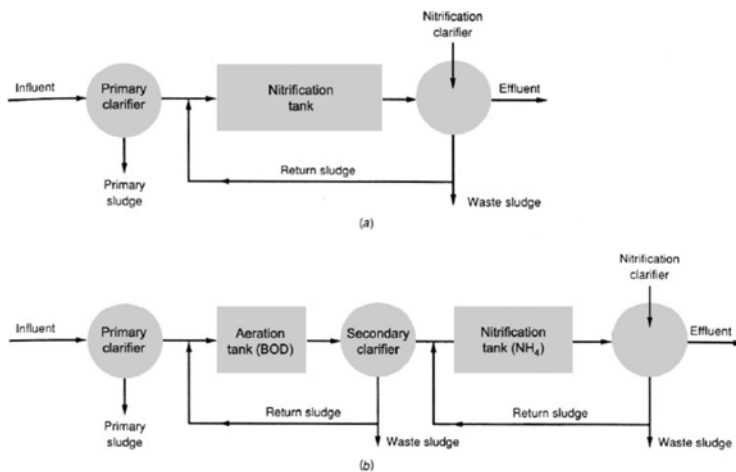 Nitrification
clarifier
Influent
Primary
clarifier
Nitrification
tank
Effluent
Return sludge
Primary
sludge
Waste sludge
(a)
Nitrification
clarifier
Influent
Primary
clarifier
Aeration
tank (BOD)
Secondary
clarifier
Nitrification
tank (NH₄)
Effluent
Return sludge
Return sludge
Primary
sludge
Waste sludge
Waste sludge
(b)